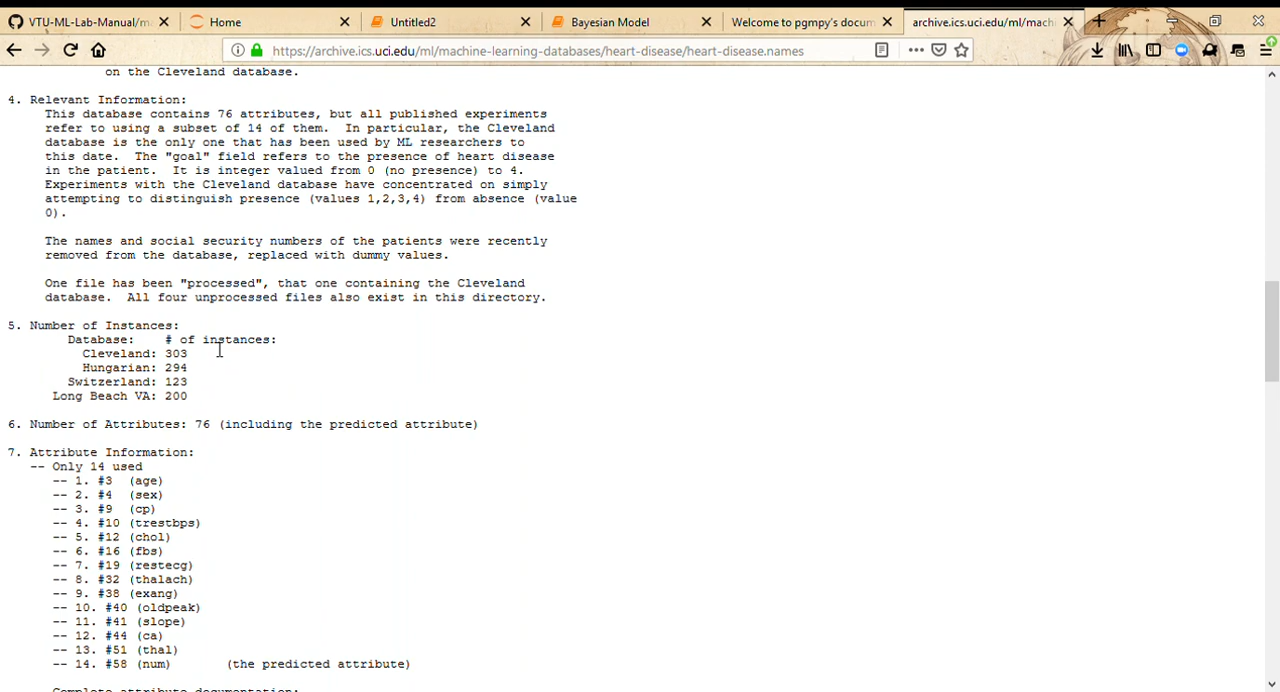 VTU-ML-Lab-Manual/ma
Home
Untitled2
Bayesian Model
Welcome to pgmpy's docum
archive.ics.uci.edu/ml/machi
https://archive.ics.uci.edu/ml/machine-learning-databases/heart-disease/heart-disease.names
on the Cleveland database.
4. Relevant Information:
This database contains 76 attributes, but all published experiments
refer to using a subset of 14 of them.  In particular, the Cleveland
database is the only one that has been used by ML researchers to
this date.  The "goal" field refers to the presence of heart disease
in the patient.  It is integer valued from 0 (no presence) to 4.
Experiments with the Cleveland database have concentrated on simply
attempting to distinguish presence (values 1,2,3,4) from absence (value
0).
The names and social security numbers of the patients were recently
removed from the database, replaced with dummy values.
One file has been "processed", that one containing the Cleveland
database.  All four unprocessed files also exist in this directory.
5. Number of Instances:
Database:    # of instances:
Cleveland: 303
Hungarian: 294
Switzerland: 123
Long Beach VA: 200
6. Number of Attributes: 76 (including the predicted attribute)
7. Attribute Information:
-- Only 14 used
-- 1. #3  (age)
-- 2. #4  (sex)
-- 3. #9  (cp)
-- 4. #10 (trestbps)
-- 5. #12 (chol)
-- 6. #16 (fbs)
-- 7. #19 (restecg)
-- 8. #32 (thalach)
-- 9. #38 (exang)
-- 10. #40 (oldpeak)
-- 11. #41 (slope)
-- 12. #44 (ca)
-- 13. #51 (thal)
-- 14. #58 (num)       (the predicted attribute)
Complete attribute documentation: